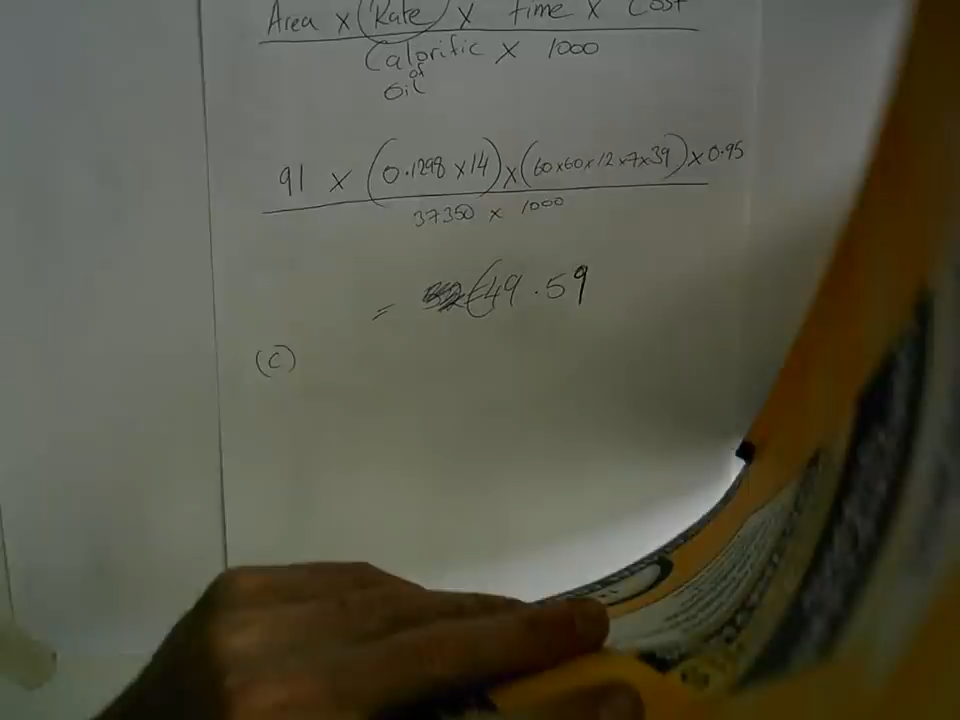 Area x (Rate) x time x Cost
Calorific x 1000
of
oil
91 x (0.1298 x 14) x (60x60x12x7x39) x 0.95
37350 x 1000
= €49.59
(c)